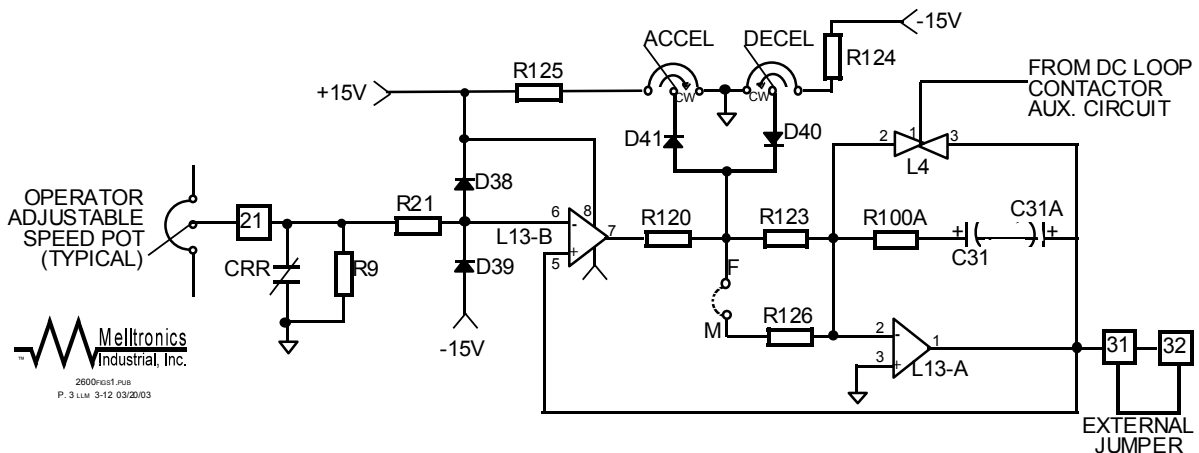 -15V
ACCEL
DECEL
R124
R125
+15V
CW
CW
FROM DC LOOP
CONTACTOR
AUX. CIRCUIT
D41
D40
2
1
3
L4
OPERATOR
ADJUSTABLE
SPEED POT
(TYPICAL)
21
R21
D38
6
8
-
L13-B
7
+
5
R120
R123
R100A
C31A
+
+
C31
CRR
R9
D39
F
M
R126
-15V
2
-
1
3
+
L13-A
31
32
EXTERNAL
JUMPER
Melltronics
Industrial, Inc.
TM
2600FIGS1.PUB
P. 3 LLM 3-12 03/20/03